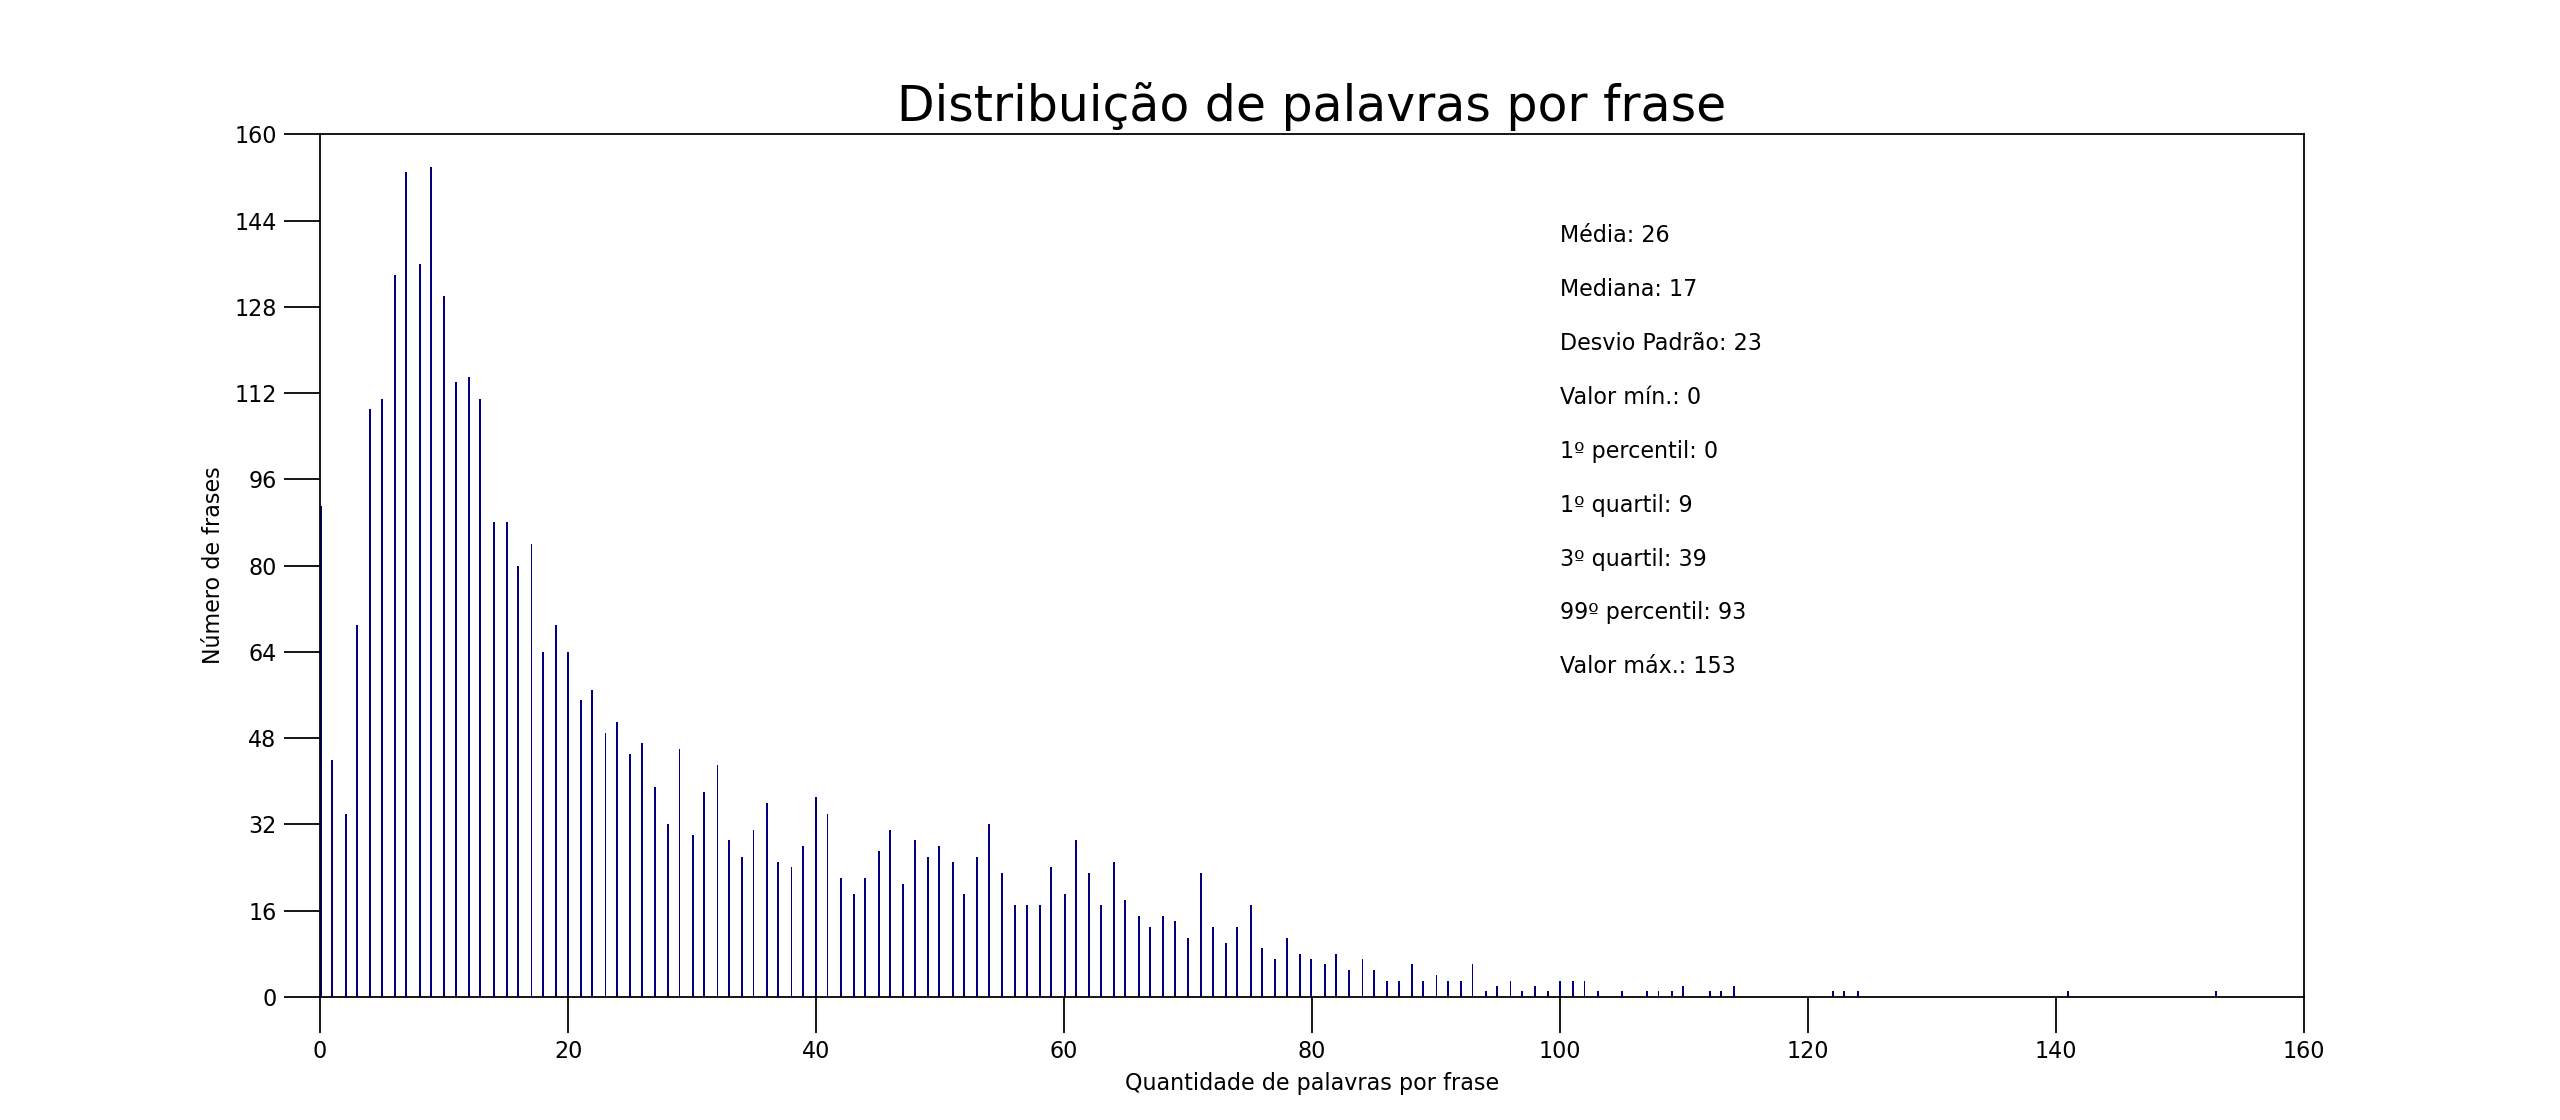 Distribuição de palavras por frase
160
144
128
112
96
80
64
48
32
16
0
Número de frases
Média: 26
Mediana: 17
Desvio Padrão: 23
Valor mín.: 0
1º percentil: 0
1º quartil: 9
3º quartil: 39
99º percentil: 93
Valor máx.: 153
0 20 40 60 80 100 120 140 160
Quantidade de palavras por frase